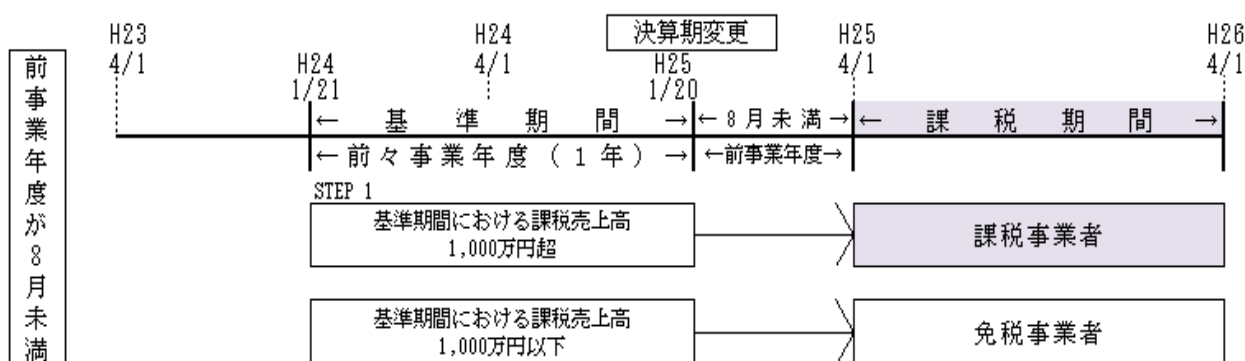 前事業年度が8月未満
H23
4/1
H24
1/21
H24
4/1
決算期変更
H25
1/20
H25
4/1
H26
4/1
← 基準期間 →
← 8月未満 →
← 課税期間 →
←前々事業年度(1年)→
←前事業年度→
STEP 1
基準期間における課税売上高
1,000万円超
課税事業者
基準期間における課税売上高
1,000万円以下
免税事業者